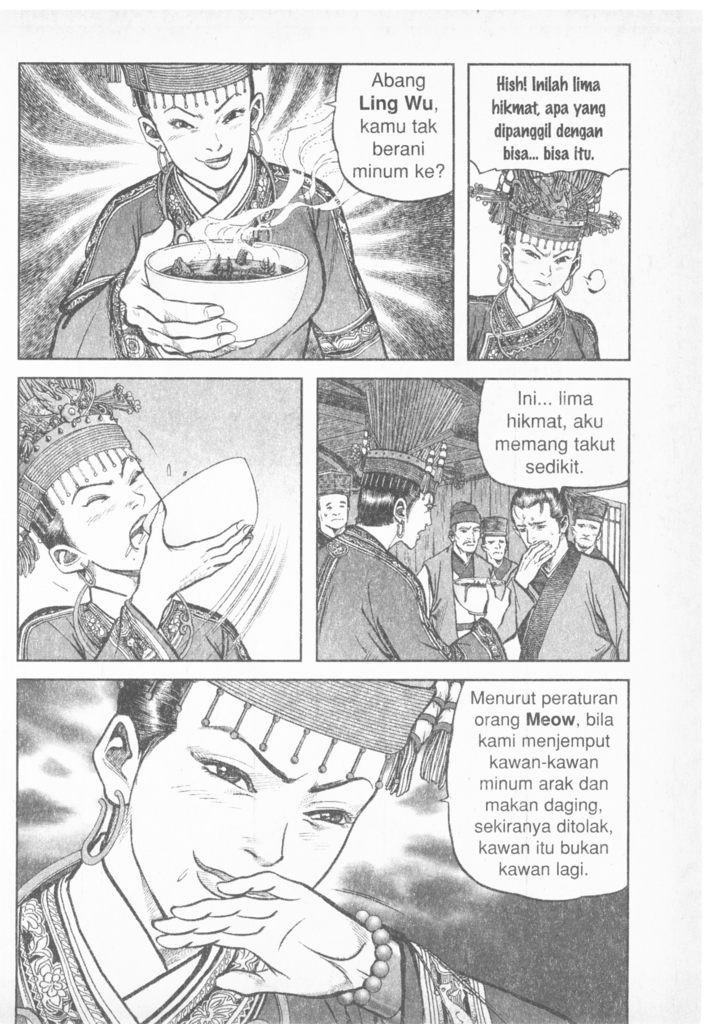 Abang
Ling Wu,
kamu tak
berani
minum ke?
Hish! Inilah lima
hikmat, apa yang
dipanggil dengan
bisa... bisa itu.
Ini... lima
hikmat, aku
memang takut
sedikit.
Menurut peraturan
orang Meow, bila
kami menjemput
kawan-kawan
minum arak dan
makan daging,
sekiranya ditolak,
kawan itu bukan
kawan lagi.